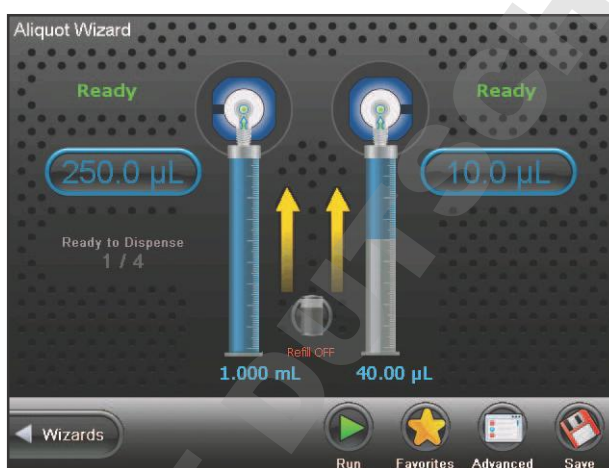 Aliquot Wizard
Ready
Ready
250.0 µL
10.0 µL
Ready to Dispense
1 / 4
Refill OFF
1.000 mL
40.00 µL
Wizards
Run
Favorites
Advanced
Save